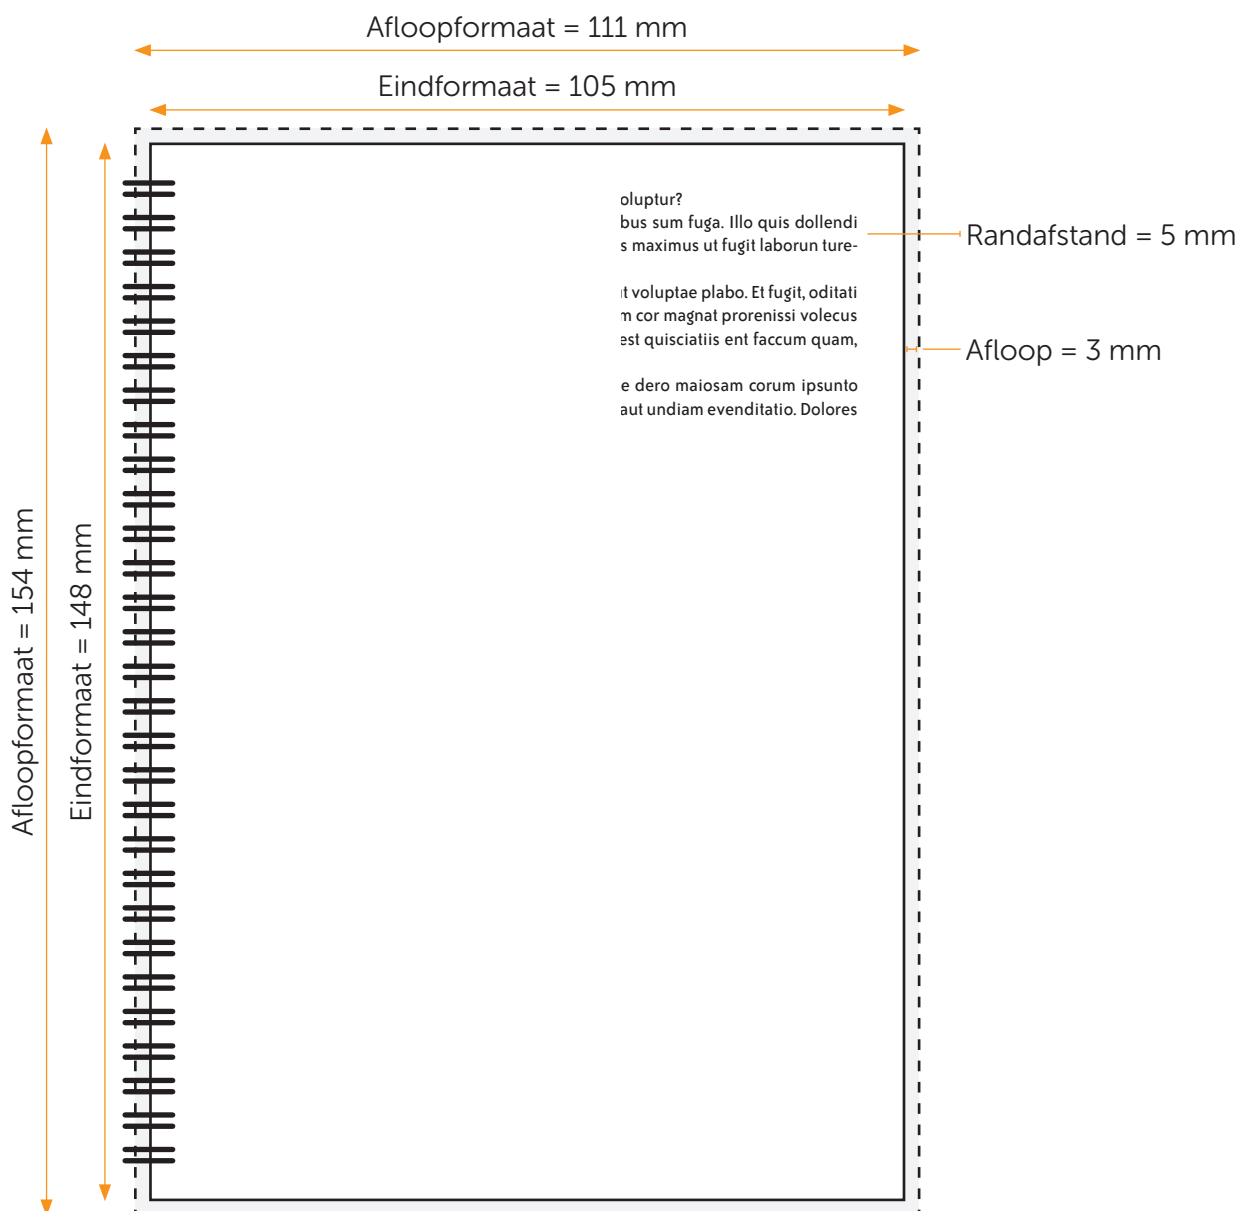 Afloopformaat = 111 mm
Eindformaat = 105 mm
oluptur?
bus sum fuga. Illo quis dollendi
s maximus ut fugit laborun ture-
Randafstand = 5 mm
t voluptae plabo. Et fugit, oditati
m cor magnat prorenissi volecus
est quisciatiis ent faccum quam,
Afloop = 3 mm
e dero maiosam corum ipsunto
aut undiam evenditatio. Dolores
Afloopformaat = 154 mm
Eindformaat = 148 mm